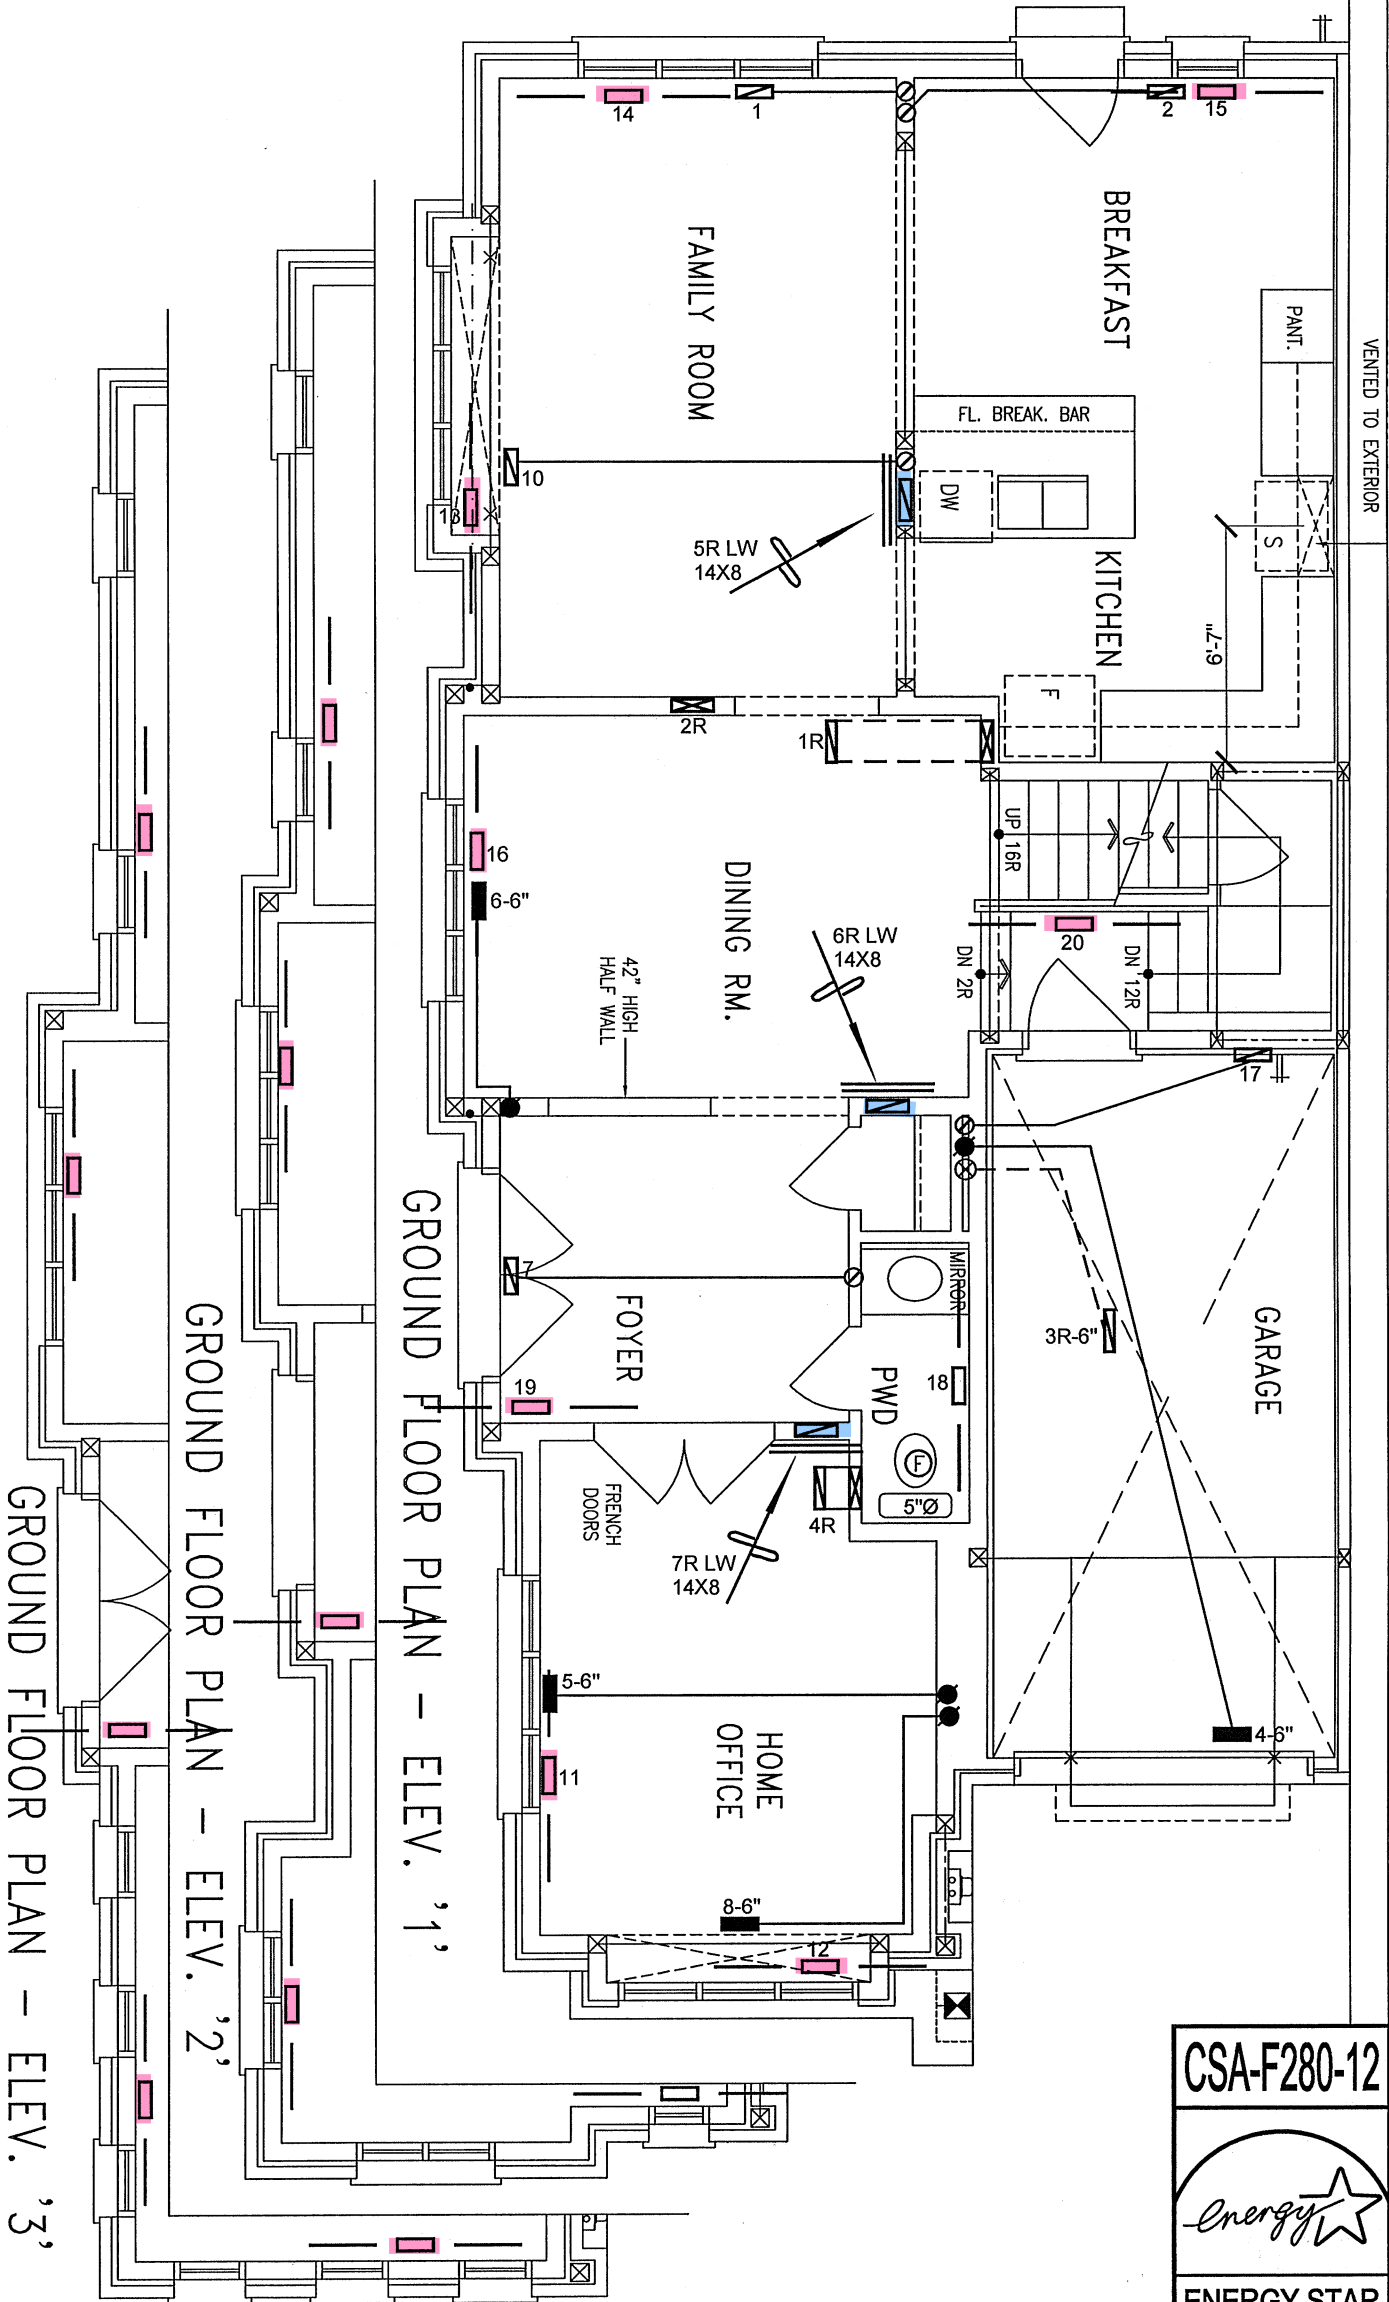 VENTED TO EXTERIOR
14
1
2
15
BREAKFAST
FAMILY ROOM
PANT.
FL. BREAK. BAR
DW
S
10
13
5R LW
14X8
KITCHEN
6'-7"
F
2R
1R
UP 16R
16
6-6"
DINING RM.
6R LW
14X8
20
DN 2R
DN 12R
42" HIGH
HALF WALL
17
7
FOYER
MIRROR
GARAGE
3R-6"
18
PWD
19
F
5"Ø
4R
FRENCH
DOORS
7R LW
14X8
5-6"
11
HOME
OFFICE
4-6"
8-6"
12
GROUND FLOOR PLAN - ELEV. '1'
GROUND FLOOR PLAN - ELEV. '2'
GROUND FLOOR PLAN - ELEV. '3'
CSA-F280-12
energy
ENERGY STAR